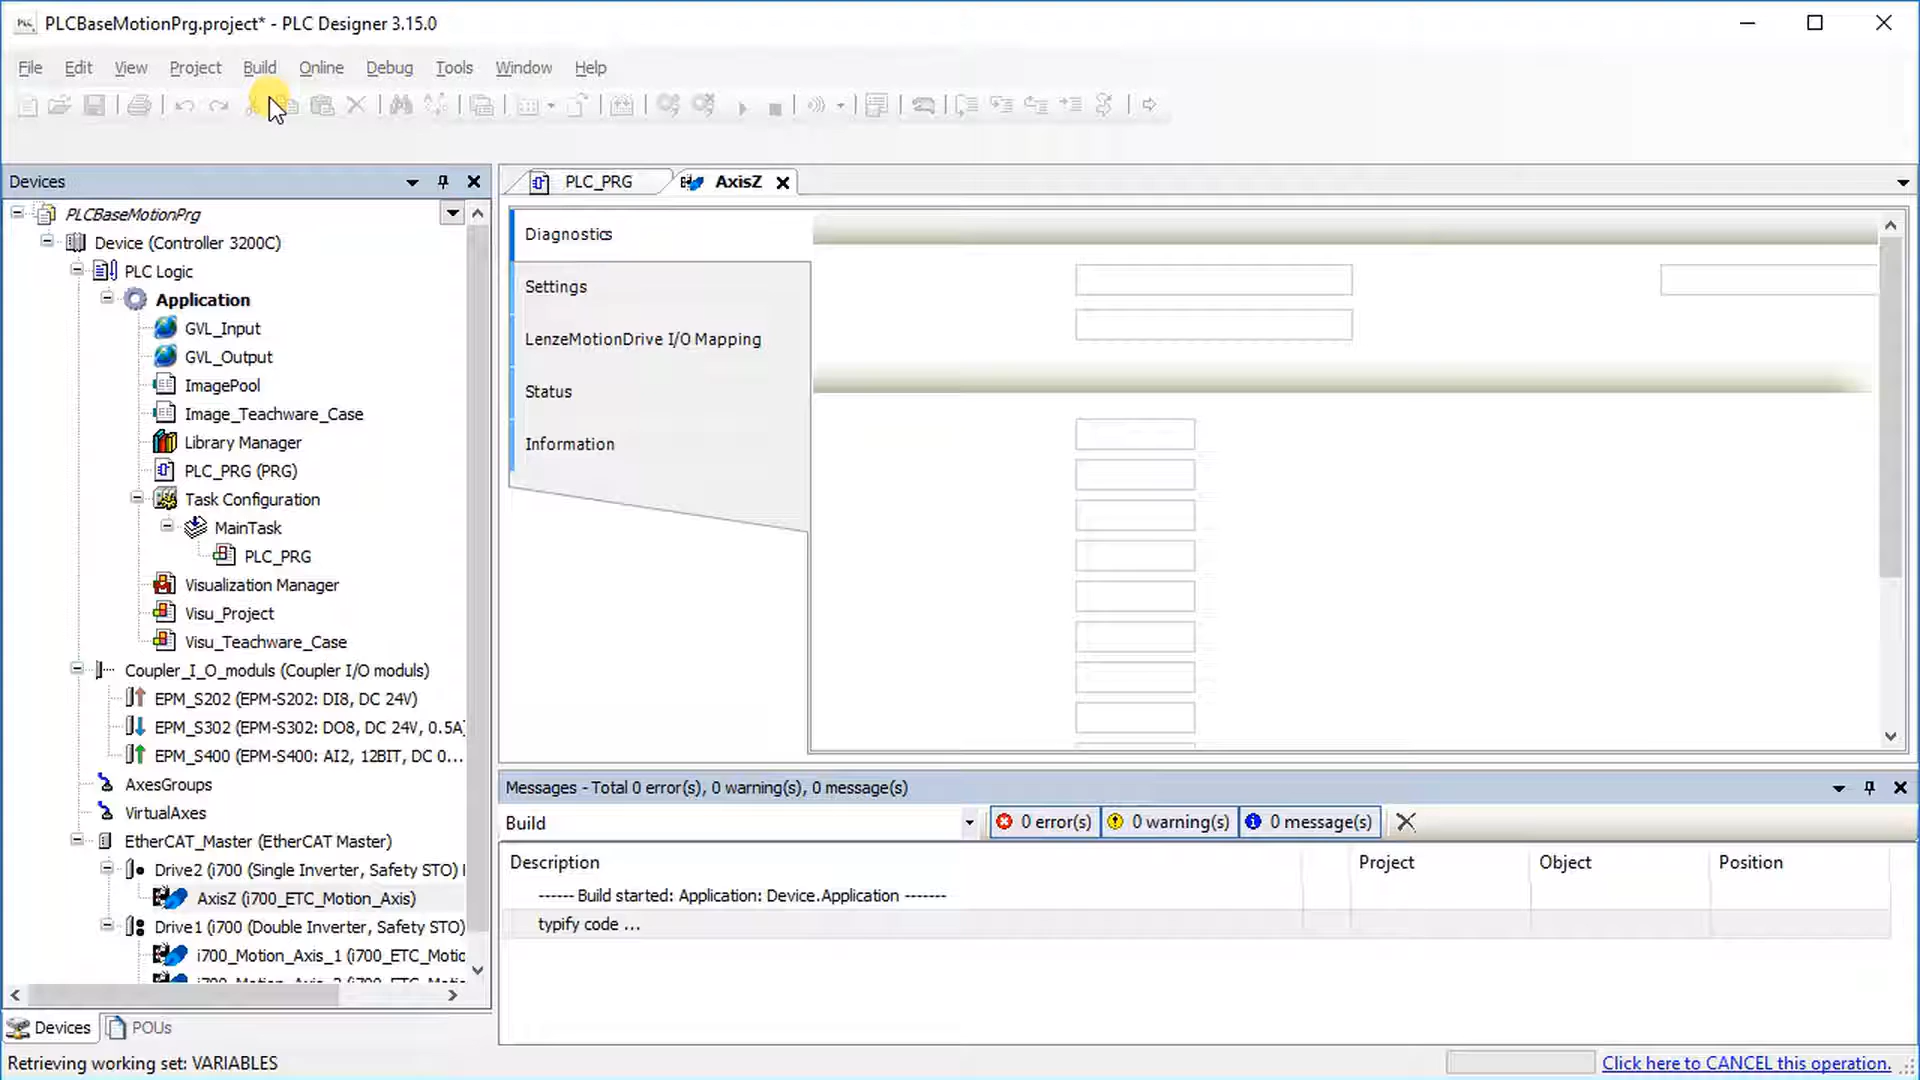 PLCBaseMotionPrg.project* - PLC Designer 3.15.0
File Edit View Project Build Online Debug Tools Window Help
Devices
PLCBaseMotionPrg
Device (Controller 3200C)
PLC Logic
Application
GVL_Input
GVL_Output
ImagePool
Image_Teachware_Case
Library Manager
PLC_PRG (PRG)
Task Configuration
MainTask
PLC_PRG
Visualization Manager
Visu_Project
Visu_Teachware_Case
Coupler_I_O_moduls (Coupler I/O moduls)
EPM_S202 (EPM-S202: DI8, DC 24V)
EPM_S302 (EPM-S302: DO8, DC 24V, 0.5A)
EPM_S400 (EPM-S400: AI2, 12BIT, DC 0...
AxesGroups
VirtualAxes
EtherCAT_Master (EtherCAT Master)
Drive2 (i700 (Single Inverter, Safety STO)
AxisZ (i700_ETC_Motion_Axis)
Drive1 (i700 (Double Inverter, Safety STO)
i700_Motion_Axis_1 (i700_ETC_Motio
Devices POUs
PLC_PRG AxisZ
Diagnostics
Settings
LenzeMotionDrive I/O Mapping
Status
Information
Messages - Total 0 error(s), 0 warning(s), 0 message(s)
Build 0 error(s) 0 warning(s) 0 message(s)
Description Project Object Position
------ Build started: Application: Device.Application -------
typify code ...
Retrieving working set: VARIABLES Click here to CANCEL this operation.